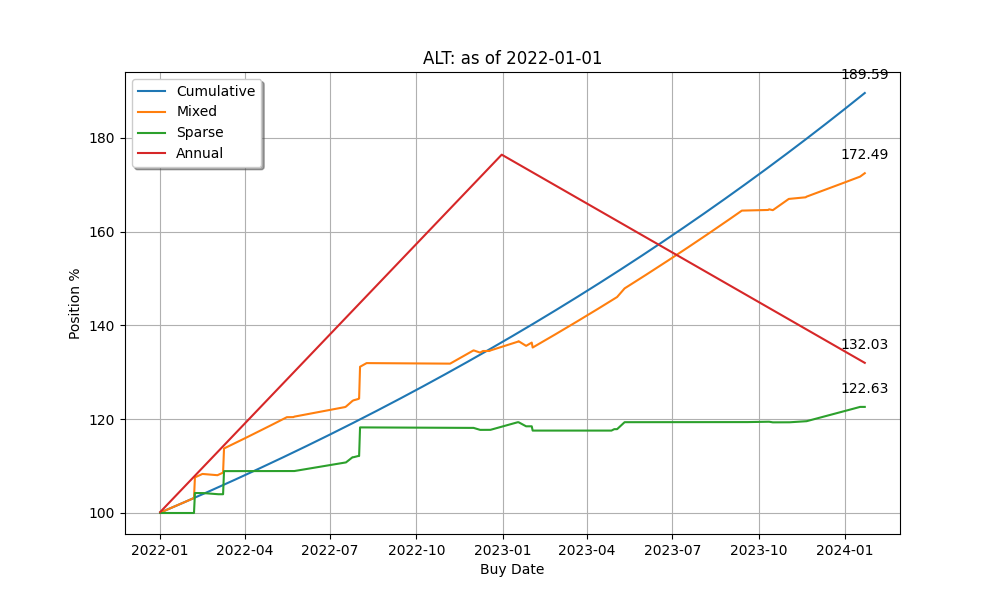 ALT: as of 2022-01-01
Cumulative
Mixed
Sparse
Annual
189.59
172.49
132.03
122.63
Position %
180
160
140
120
100
2022-01 2022-04 2022-07 2022-10 2023-01 2023-04 2023-07 2023-10 2024-01
Buy Date